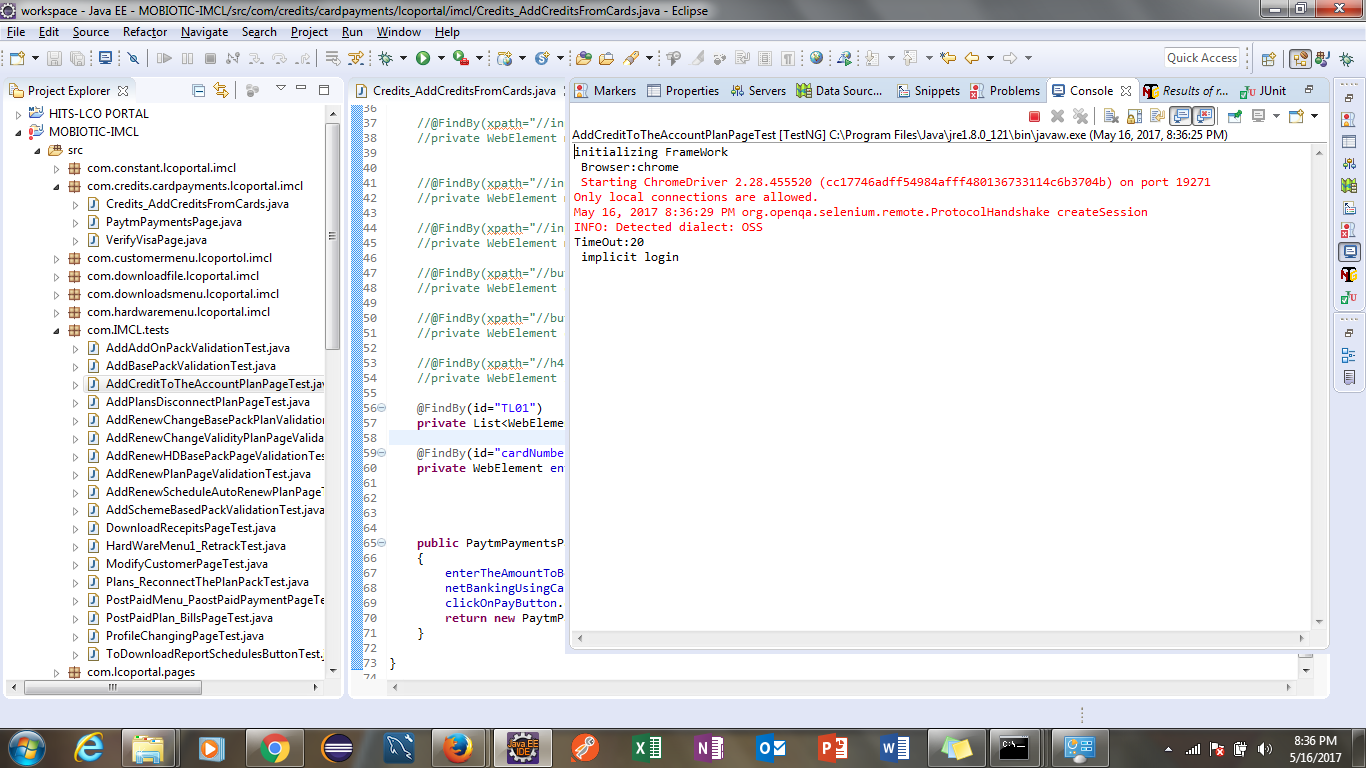 workspace - Java EE - MOBIOTIC-IMCL/src/com/credits/cardpayments/lcoportal/imcl/Credits_AddCreditsFromCards.java - Eclipse
File Edit Source Refactor Navigate Search Project Run Window Help
Quick Access
Project Explorer
HITS-LCO PORTAL
MOBIOTIC-IMCL
src
com.constant.lcoportal.imcl
com.credits.cardpayments.lcoportal.imcl
Credits_AddCreditsFromCards.java
PaytmPaymentsPage.java
VerifyVisaPage.java
com.customermenu.lcoportol.imcl
com.downloadfile.lcoportal.imcl
com.downloadsmenu.lcoportal.imcl
com.hardwaremenu.lcoportal.imcl
com.IMCL.tests
AddAddOnPackValidationTest.java
AddBasePackValidationTest.java
AddCreditToTheAccountPlanPageTest.jav
AddPlansDisconnectPlanPageTest.java
AddRenewChangeBasePackPlanValidation
AddRenewChangeValidityPlanPageValida
AddRenewHDBasePackPageValidationTes
AddRenewPlanPageValidationTest.java
AddRenewScheduleAutoRenewPlanPageT
AddSchemeBasedPackValidationTest.java
DownloadRecepitsPageTest.java
HardWareMenu1_RetrackTest.java
ModifyCustomerPageTest.java
Plans_ReconnectThePlanPackTest.java
PostPaidMenu_PaostPaidPaymentPageTe
PostPaidPlan_BillsPageTest.java
ProfileChangingPageTest.java
ToDownloadReportSchedulesButtonTest.
com.lcoportal.pages
Credits_AddCreditsFromCards.java
36
37 //@FindBy(xpath="//in
38 //private WebElement m
39
40
41 //@FindBy(xpath="//in
42 //private WebElement m
43
44 //@FindBy(xpath="//in
45 //private WebElement m
46
47 //@FindBy(xpath="//bu
48 //private WebElement
49
50 //@FindBy(xpath="//bu
51 //private WebElement
52
53 //@FindBy(xpath="//h4
54 //private WebElement
55
56 @FindBy(id="TL01")
57 private List<WebEleme
58
59 @FindBy(id="cardNumbe
60 private WebElement en
61
62
63
64
65 public PaytmPaymentsP
66 {
67 enterTheAmountToB
68 netBankingUsingCa
69 clickOnPayButton.
70 return new PaytmP
71 }
72
73 }
74
Markers Properties Servers Data Sourc... Snippets Problems Console Results of r... JUnit
AddCreditToTheAccountPlanPageTest [TestNG] C:\Program Files\Java\jre1.8.0_121\bin\javaw.exe (May 16, 2017, 8:36:25 PM)
initializing FrameWork
Browser:chrome
Starting ChromeDriver 2.28.455520 (cc17746adff54984afff480136733114c6b3704b) on port 19271
Only local connections are allowed.
May 16, 2017 8:36:29 PM org.openqa.selenium.remote.ProtocolHandshake createSession
INFO: Detected dialect: OSS
TimeOut:20
implicit login
8:36 PM
5/16/2017